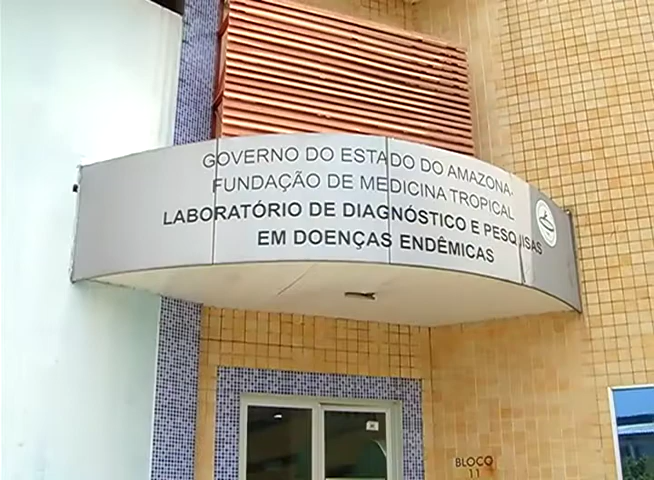 GOVERNO DO ESTADO DO AMAZONA
FUNDAÇÃO DE MEDICINA TROPICAL
LABORATÓRIO DE DIAGNÓSTICO E PESQUISAS
EM DOENÇAS ENDÊMICAS
BLOCO
11